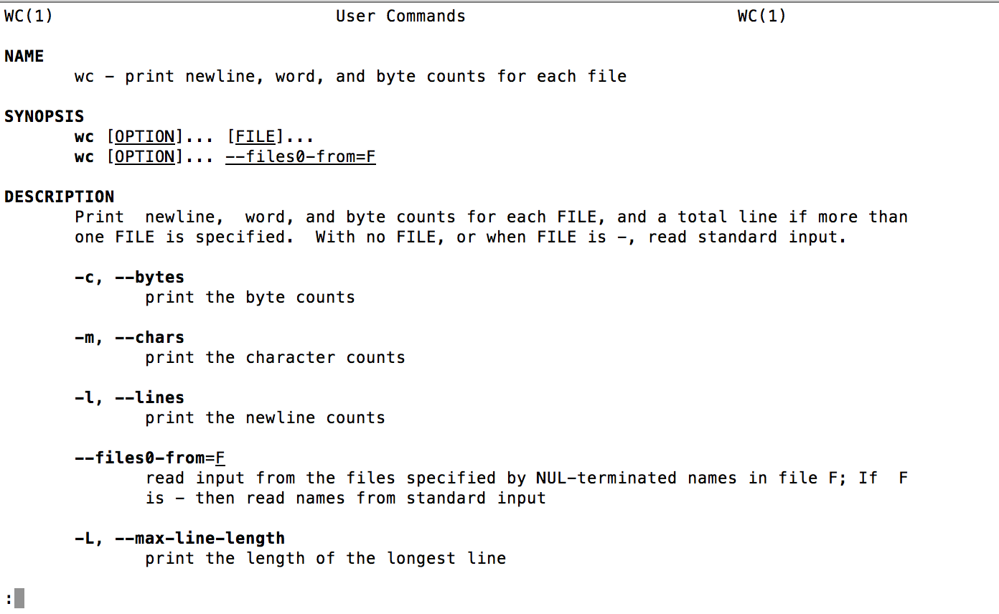 WC(1) User Commands WC(1)
NAME
wc - print newline, word, and byte counts for each file
SYNOPSIS
wc [OPTION]... [FILE]...
wc [OPTION]... --files0-from=F
DESCRIPTION
Print newline, word, and byte counts for each FILE, and a total line if more than
one FILE is specified. With no FILE, or when FILE is -, read standard input.
-c, --bytes
print the byte counts
-m, --chars
print the character counts
-l, --lines
print the newline counts
--files0-from=F
read input from the files specified by NUL-terminated names in file F; If F
is - then read names from standard input
-L, --max-line-length
print the length of the longest line
: